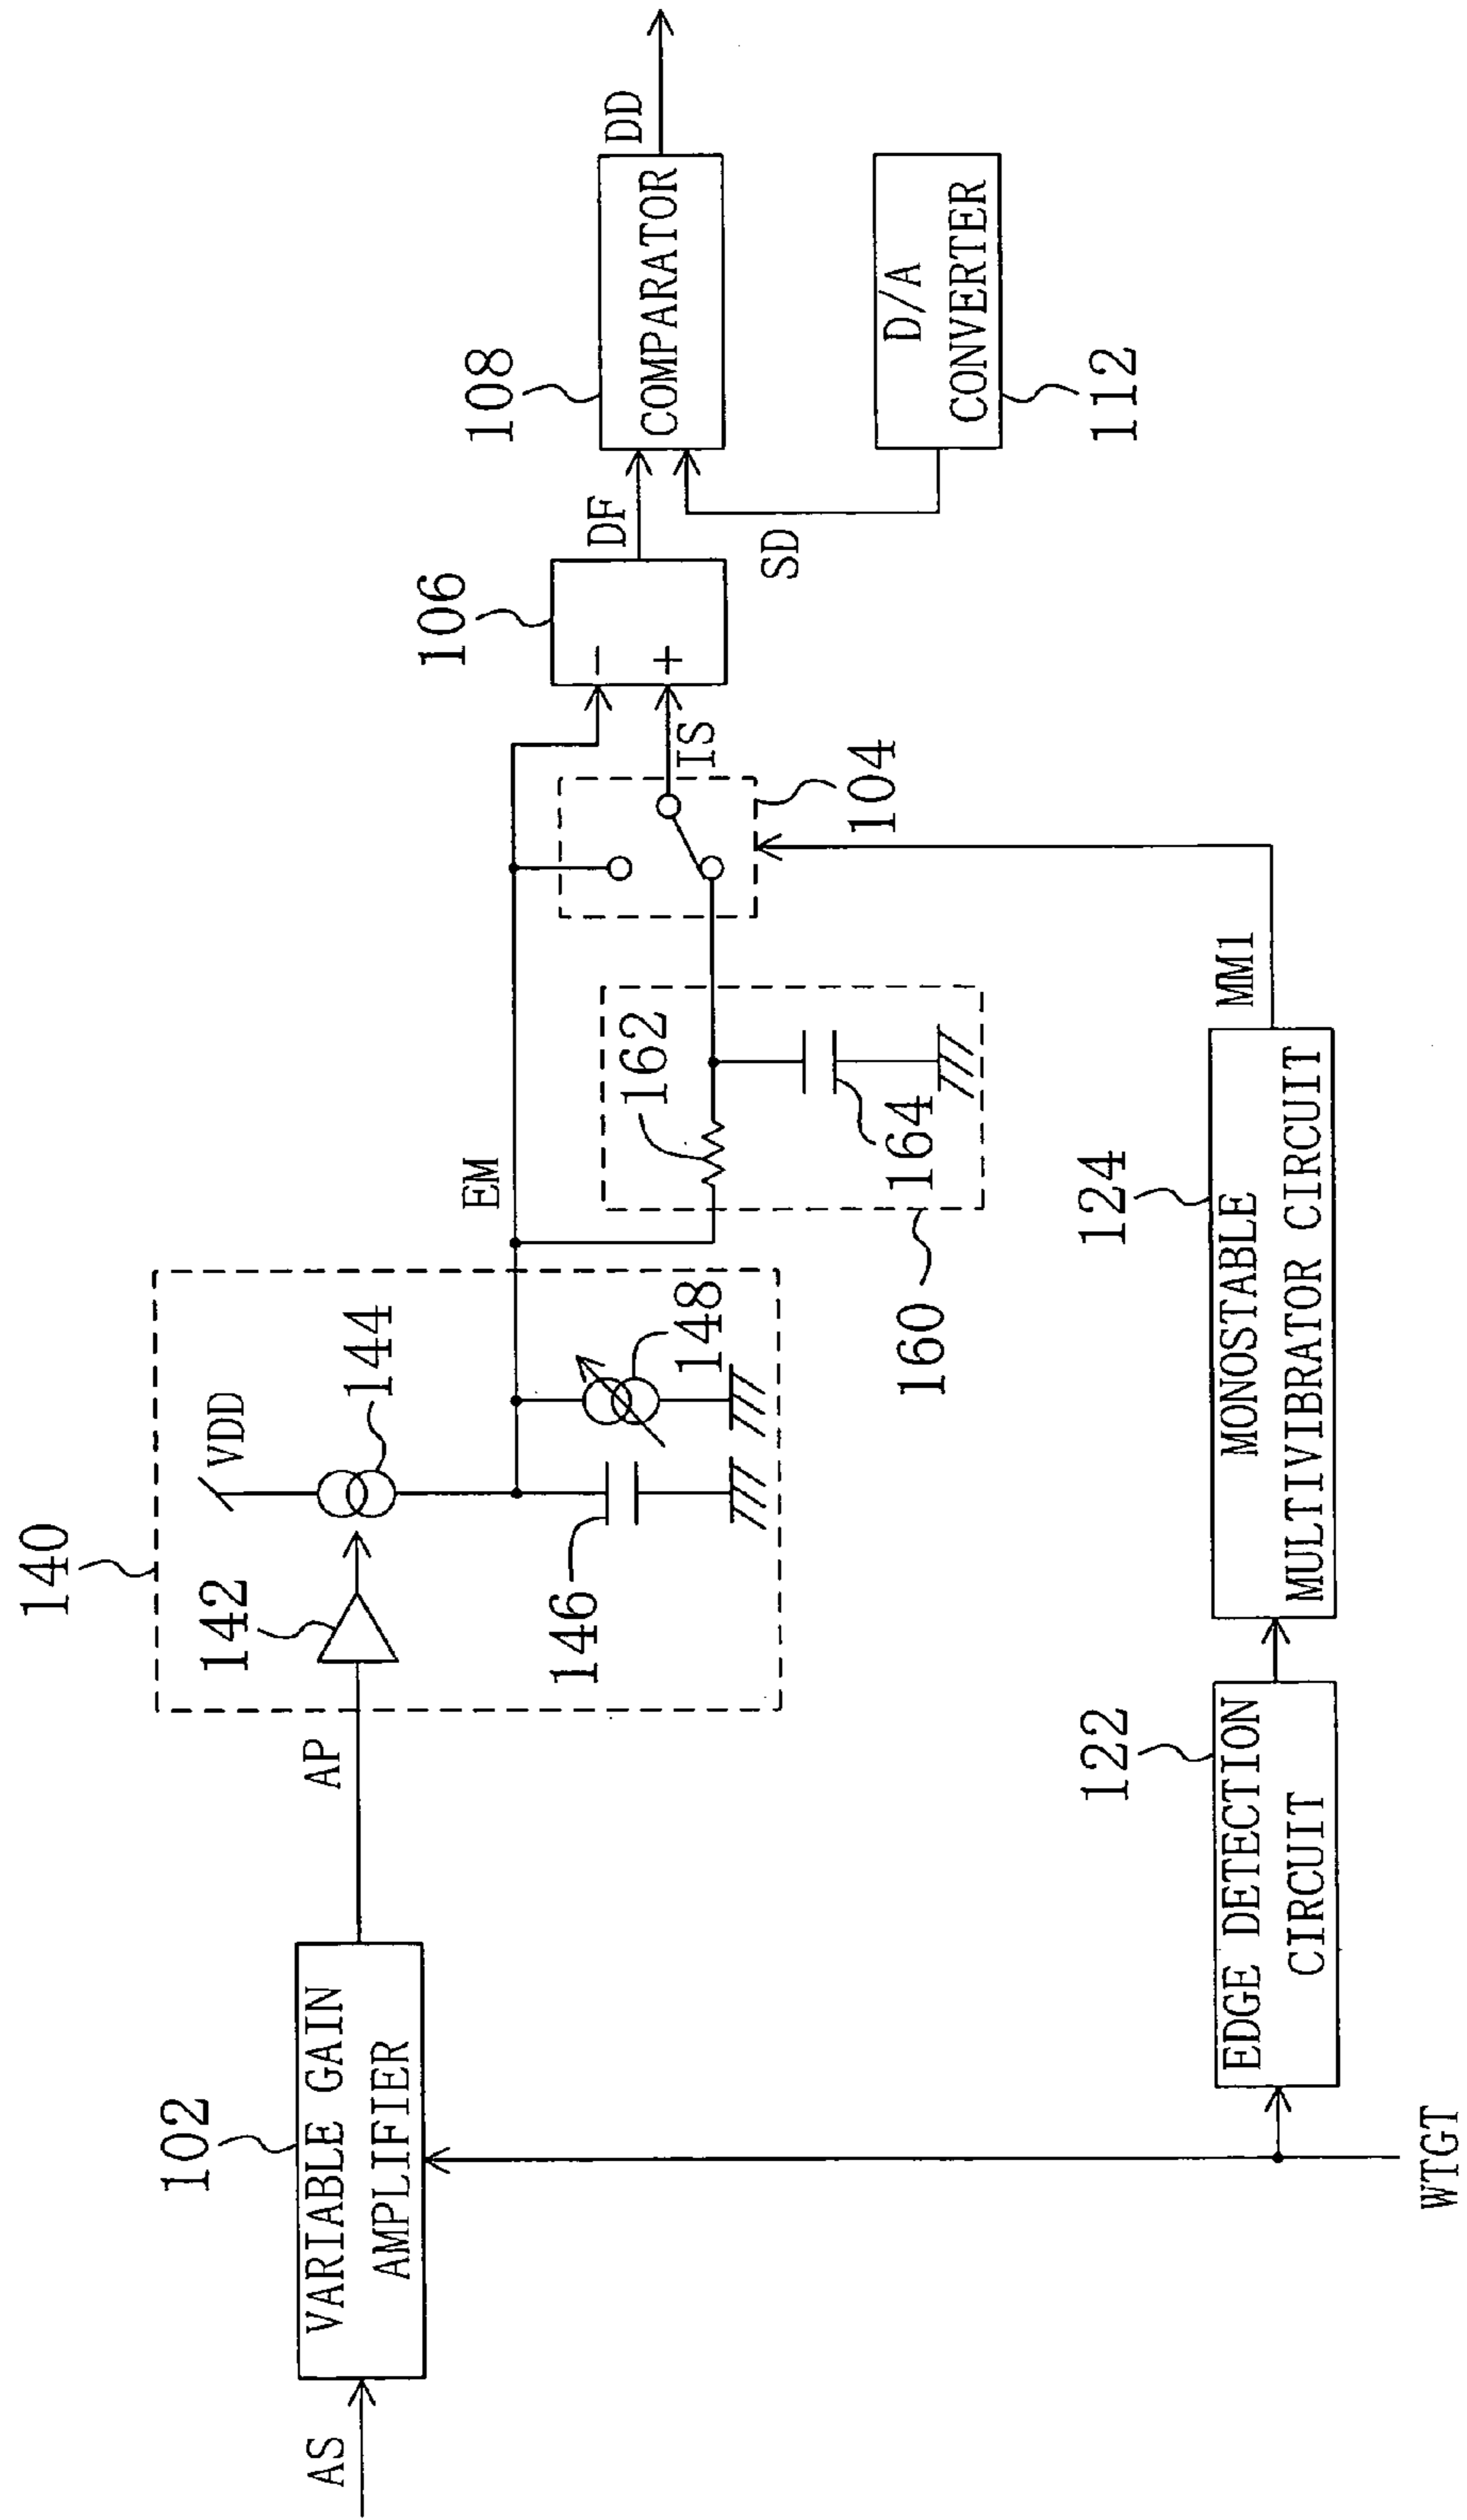 AS
102
VARIABLE GAIN
AMPLIFIER
AP
140
142
VDD
144
146
148
EM
160
162
164
104
TS
106
−
+
DF
SD
108
COMPARATOR
DD
D/A
CONVERTER
112
WTGT
122
EDGE DETECTION
CIRCUIT
124
MONOSTABLE
MULTIVIBRATOR CIRCUIT
MM1